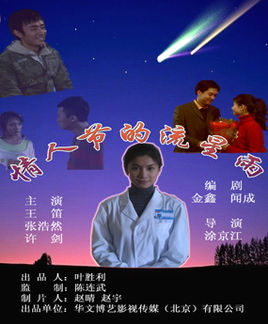 情人节的流星雨
编 剧
金鑫 闻成
主 演
王 笛
张浩然
许 剑
导 演
涂京江
出 品 人：叶胜利
监 制：陈连武
制 片 人：赵晴 赵宇
出品单位：华文博艺影视传媒（北京）有限公司